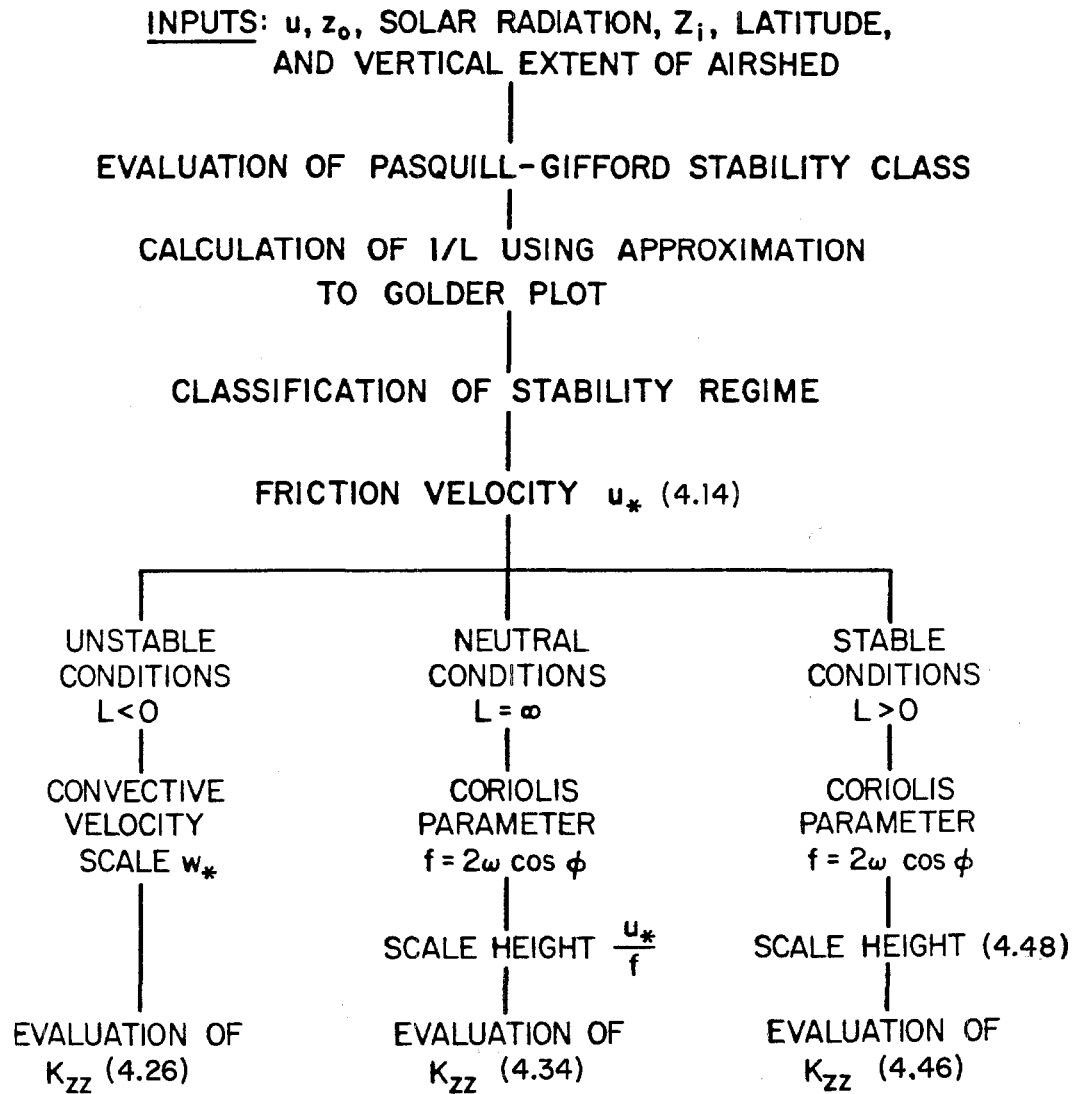 INPUTS: u, z₀, SOLAR RADIATION, Zᵢ, LATITUDE,
AND VERTICAL EXTENT OF AIRSHED
EVALUATION OF PASQUILL-GIFFORD STABILITY CLASS
CALCULATION OF 1/L USING APPROXIMATION
TO GOLDER PLOT
CLASSIFICATION OF STABILITY REGIME
FRICTION VELOCITY u* (4.14)
UNSTABLE
CONDITIONS
L<0
CONVECTIVE
VELOCITY
SCALE w*
EVALUATION OF
K_ZZ (4.26)
NEUTRAL
CONDITIONS
L = ∞
CORIOLIS
PARAMETER
f = 2ω cos ϕ
SCALE HEIGHT u*/f
EVALUATION OF
K_ZZ (4.34)
STABLE
CONDITIONS
L>0
CORIOLIS
PARAMETER
f = 2ω cos ϕ
SCALE HEIGHT (4.48)
EVALUATION OF
K_ZZ (4.46)